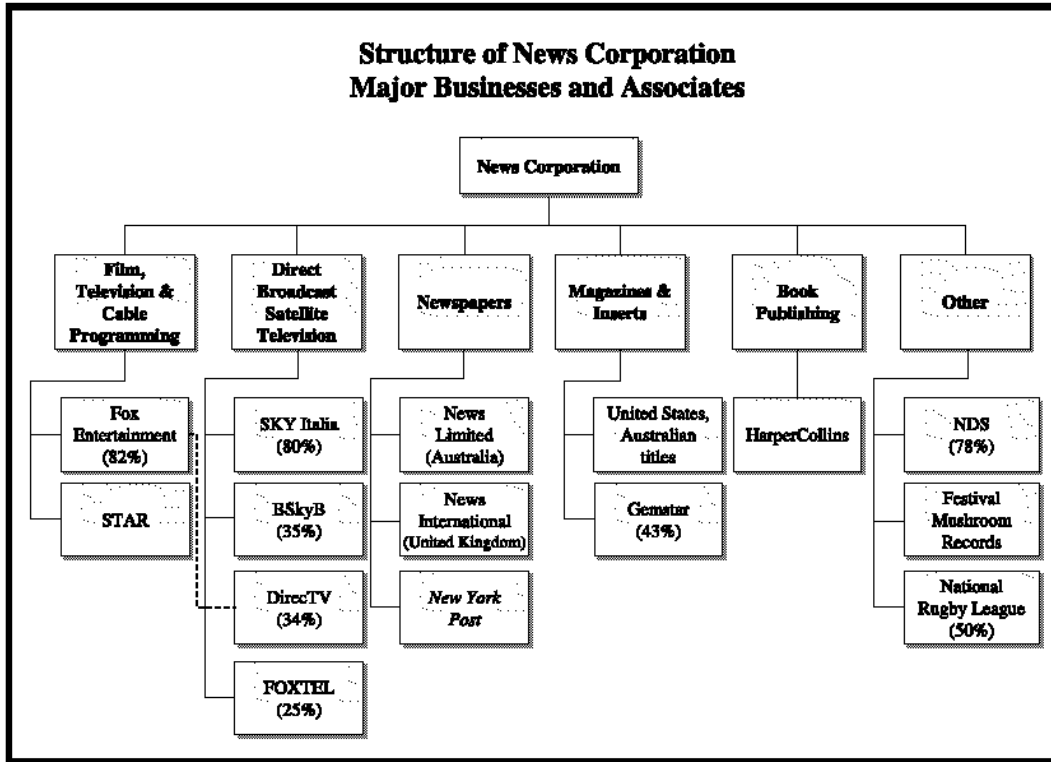 Structure of News Corporation
Major Businesses and Associates
News Corporation
Film,
Television &
Cable
Programming
Direct
Broadcast
Satellite
Television
Newspapers
Magazines &
Inserts
Book
Publishing
Other
Fox
Entertainment
(82%)
STAR
SKY Italia
(80%)
BSkyB
(35%)
DirecTV
(34%)
FOXTEL
(25%)
News
Limited
(Australia)
News
International
(United Kingdom)
New York
Post
United States,
Australian
titles
Gemstar
(43%)
HarperCollins
NDS
(78%)
Festival
Mushroom
Records
National
Rugby League
(50%)